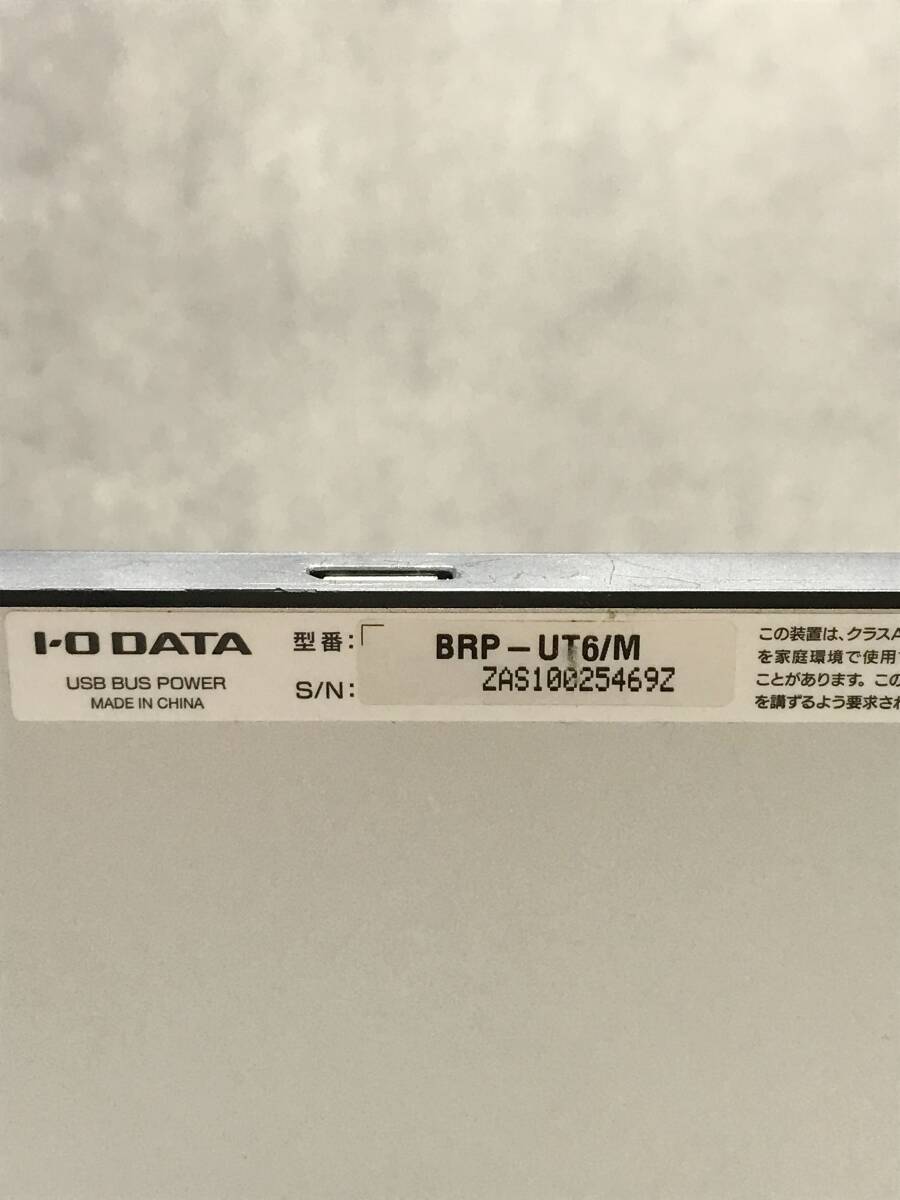 I-O DATA
USB BUS POWER
MADE IN CHINA
型番: BRP-UT6/M
S/N: ZAS10025469Z
この装置は、クラスA
を家庭環境で使用
ことがあります。この
を講ずるよう要求され